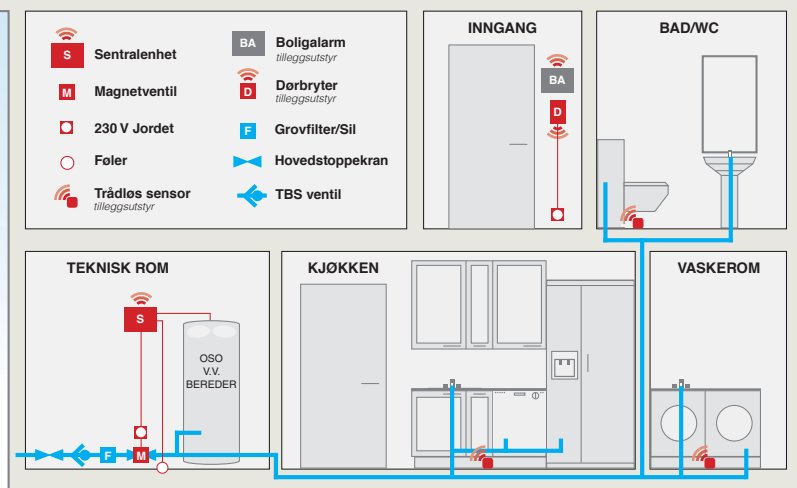 S Sentralenhet
M Magnetventil
230 V Jordet
Føler
Trådløs sensor
tilleggsutstyr
BA Boligalarm
tilleggsutstyr
D Dørbryter
tilleggsutstyr
F Grovfilter/Sil
Hovedstoppekran
TBS ventil
INNGANG
BA
D
BAD/WC
TEKNISK ROM
S
OSO
V.V.
BEREDER
F
M
KJØKKEN
VASKEROM